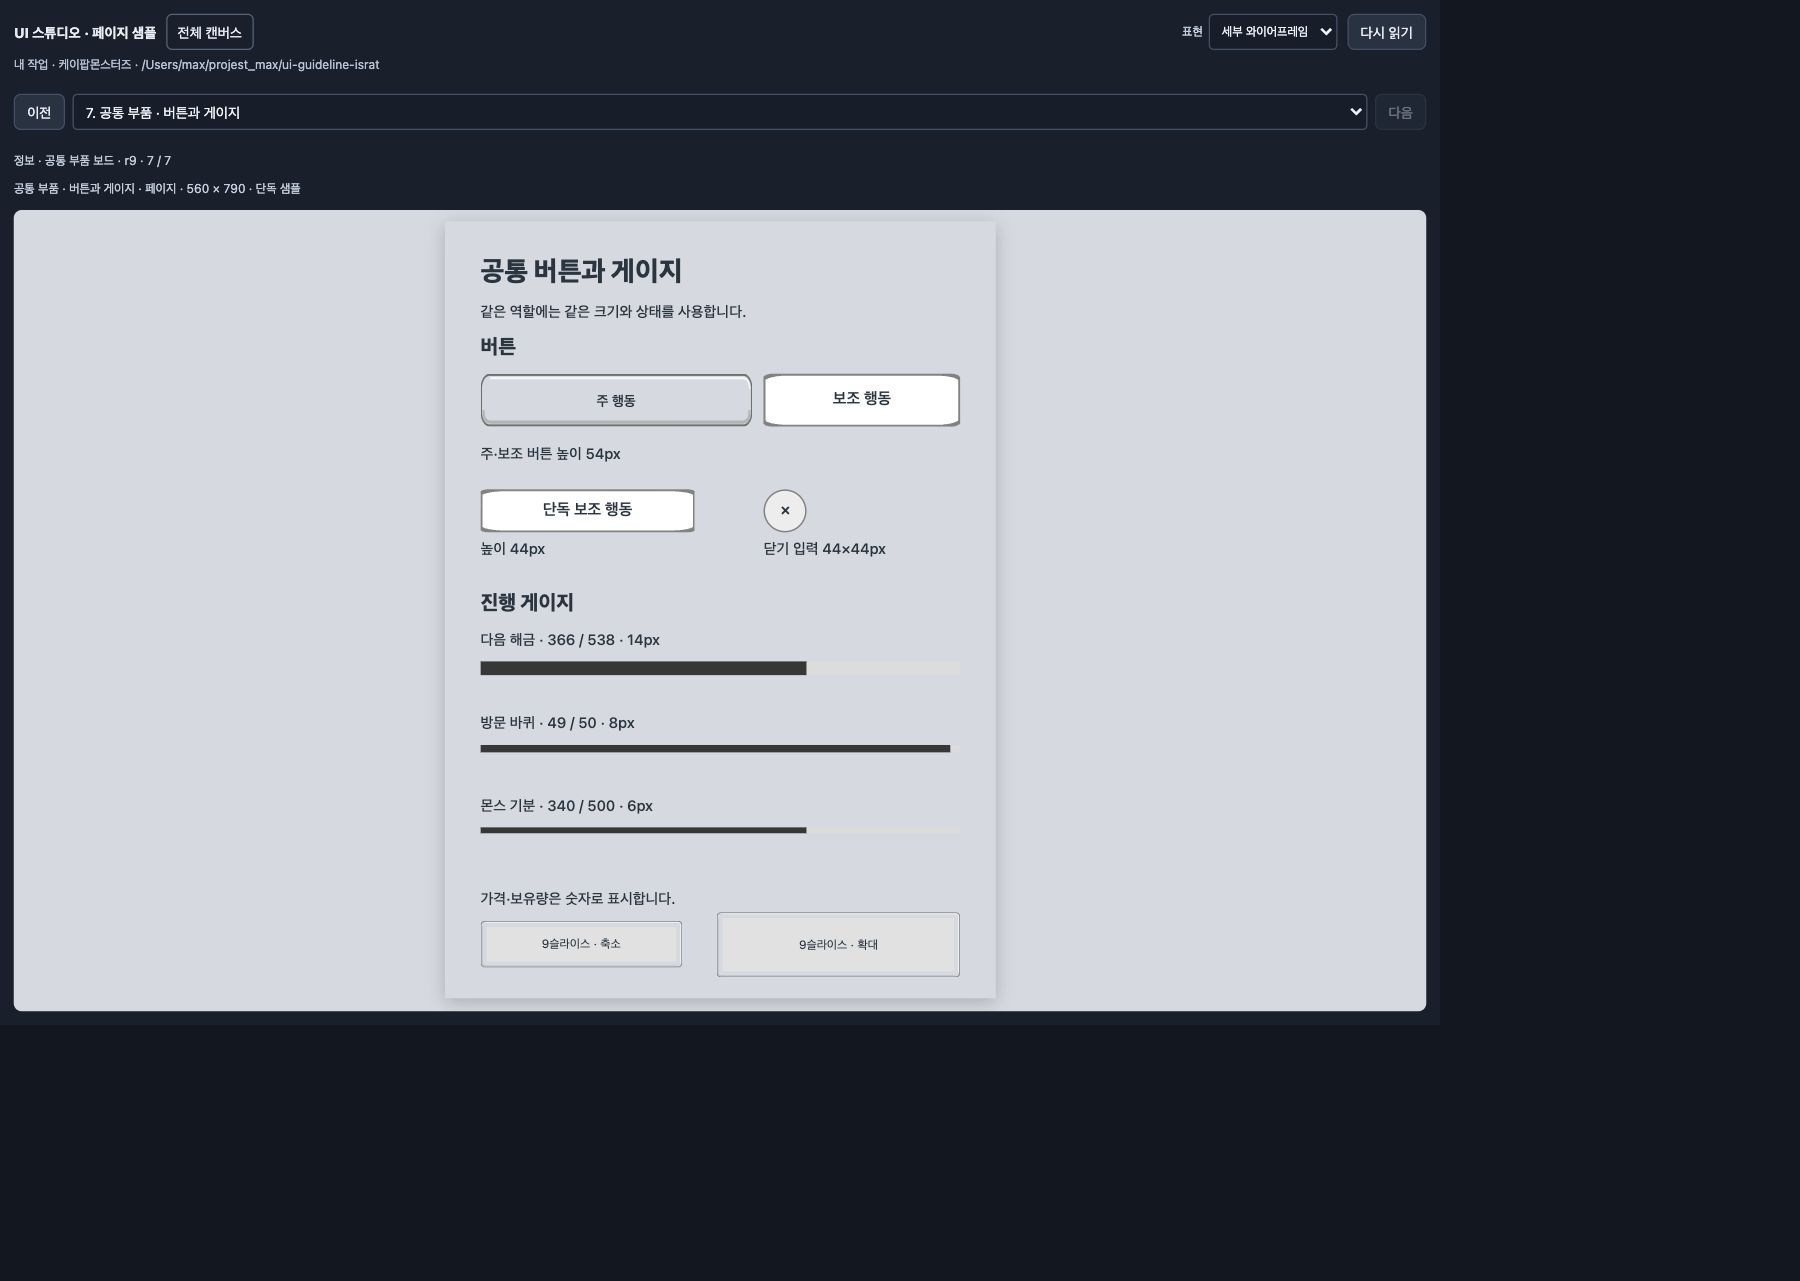 UI 스튜디오 · 페이지 샘플 전체 캔버스 표현 세부 와이어프레임 다시 읽기
내 작업 · 케이팝몬스터즈 · /Users/max/projest_max/ui-guideline-israt
이전 7. 공통 부품 · 버튼과 게이지 다음
정보 · 공통 부품 보드 · r9 · 7 / 7
공통 부품 · 버튼과 게이지 · 페이지 · 560 × 790 · 단독 샘플
공통 버튼과 게이지
같은 역할에는 같은 크기와 상태를 사용합니다.
버튼
주 행동 보조 행동
주·보조 버튼 높이 54px
단독 보조 행동 ×
높이 44px 닫기 입력 44×44px
진행 게이지
다음 해금 · 366 / 538 · 14px
방문 바퀴 · 49 / 50 · 8px
몬스 기분 · 340 / 500 · 6px
가격·보유량은 숫자로 표시합니다.
9슬라이스 · 축소 9슬라이스 · 확대